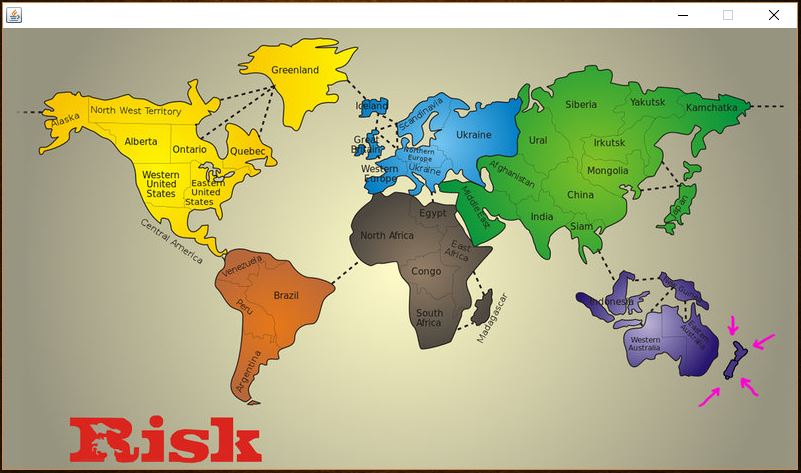 Greenland
Alaska
North West Territory
Alberta
Ontario
Quebec
Western
United
States
Eastern
United
States
Central America
Venezuela
Brazil
Peru
Argentina
Iceland
Scandinavia
Great
Britain
Northern
Europe
Ukraine
Ukraine
Western
Europe
Siberia
Yakutsk
Kamchatka
Ural
Irkutsk
Mongolia
Afghanistan
China
Japan
Middle East
India
Siam
North Africa
Egypt
East
Africa
Congo
South
Africa
Madagascar
Indonesia
New Guinea
Western
Australia
Eastern
Australia
Risk